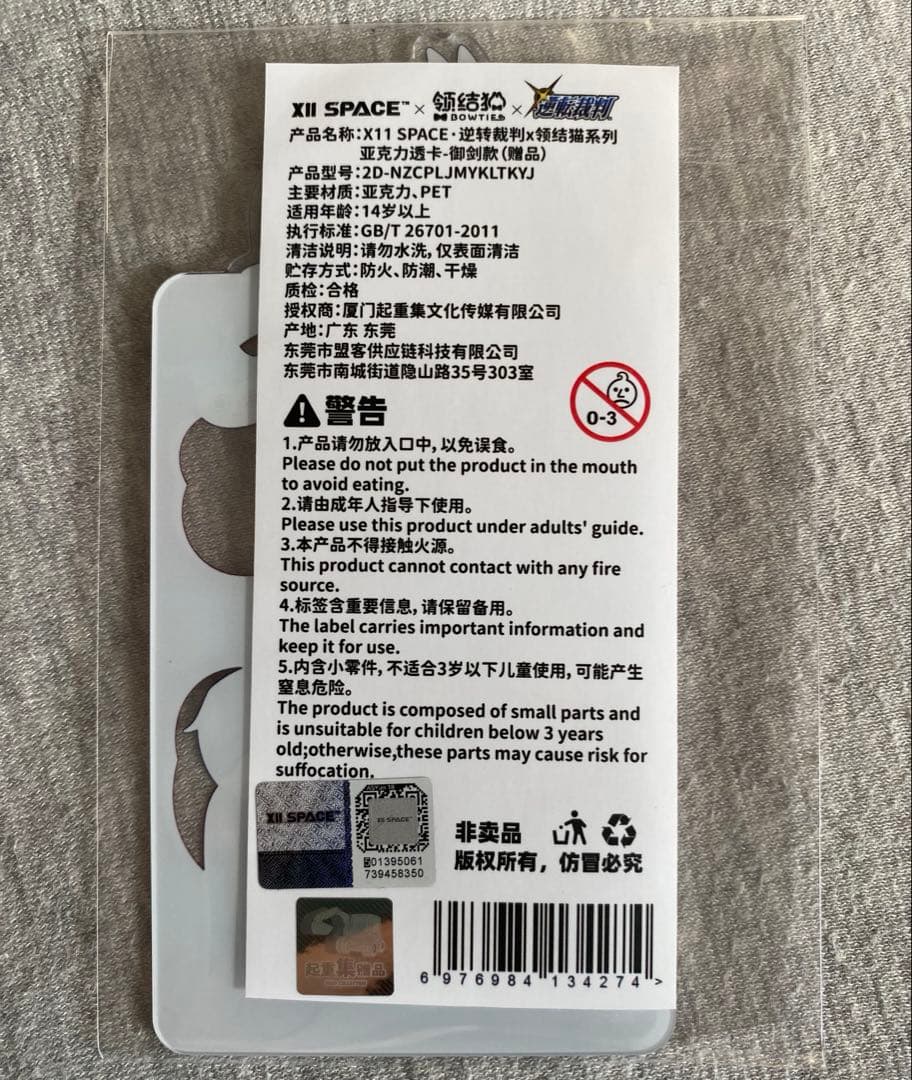 XII SPACE™ × 领结猫 BOWTIES × 逆転裁判
产品名称:X11 SPACE·逆转裁判x领结猫系列
亚克力透卡-御剑款(赠品)
产品型号:2D-NZCPLJMYKLTKYJ
主要材质:亚克力、PET
适用年龄:14岁以上
执行标准:GB/T 26701-2011
清洁说明:请勿水洗,仅表面清洁
贮存方式:防火、防潮、干燥
质检:合格
授权商:厦门起重集文化传媒有限公司
产地:广东 东莞
东莞市盟客供应链科技有限公司
东莞市南城街道隐山路35号303室
0-3
警告
1.产品请勿放入口中,以免误食。
Please do not put the product in the mouth
to avoid eating.
2.请由成年人指导下使用。
Please use this product under adults' guide.
3.本产品不得接触火源。
This product cannot contact with any fire
source.
4.标签含重要信息,请保留备用。
The label carries important information and
keep it for use.
5.内含小零件,不适合3岁以下儿童使用,可能产生
窒息危险。
The product is composed of small parts and
is unsuitable for children below 3 years
old;otherwise,these parts may cause risk for
suffocation.
XII SPACE™
XII SPACE™
01395061
739458350
非卖品
版权所有，仿冒必究
起重集赠品
6 976984 134274 >